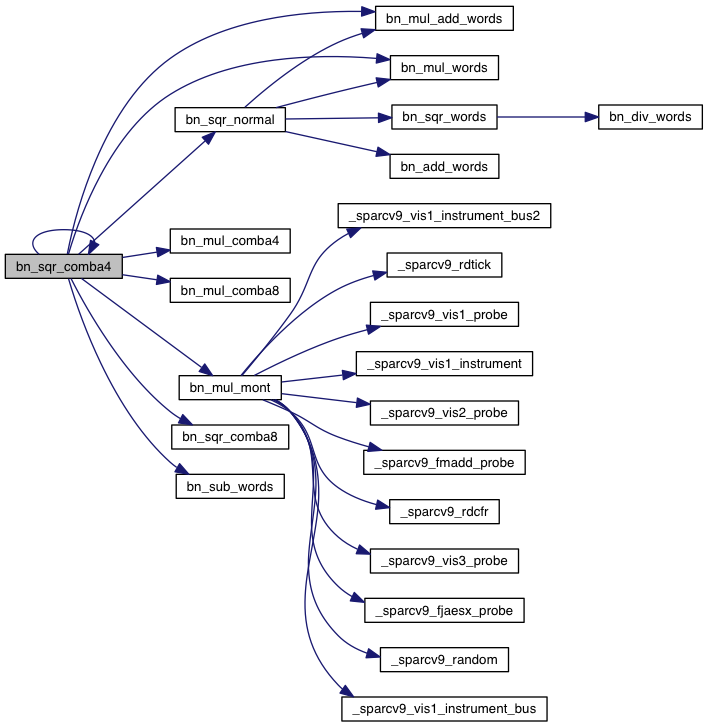 bn_mul_add_words
bn_mul_words
bn_sqr_normal
bn_sqr_words
bn_div_words
bn_add_words
_sparcv9_vis1_instrument_bus2
bn_mul_comba4
_sparcv9_rdtick
bn_sqr_comba4
bn_mul_comba8
_sparcv9_vis1_probe
_sparcv9_vis1_instrument
bn_mul_mont
_sparcv9_vis2_probe
bn_sqr_comba8
_sparcv9_fmadd_probe
bn_sub_words
_sparcv9_rdcfr
_sparcv9_vis3_probe
_sparcv9_fjaesx_probe
_sparcv9_random
_sparcv9_vis1_instrument_bus